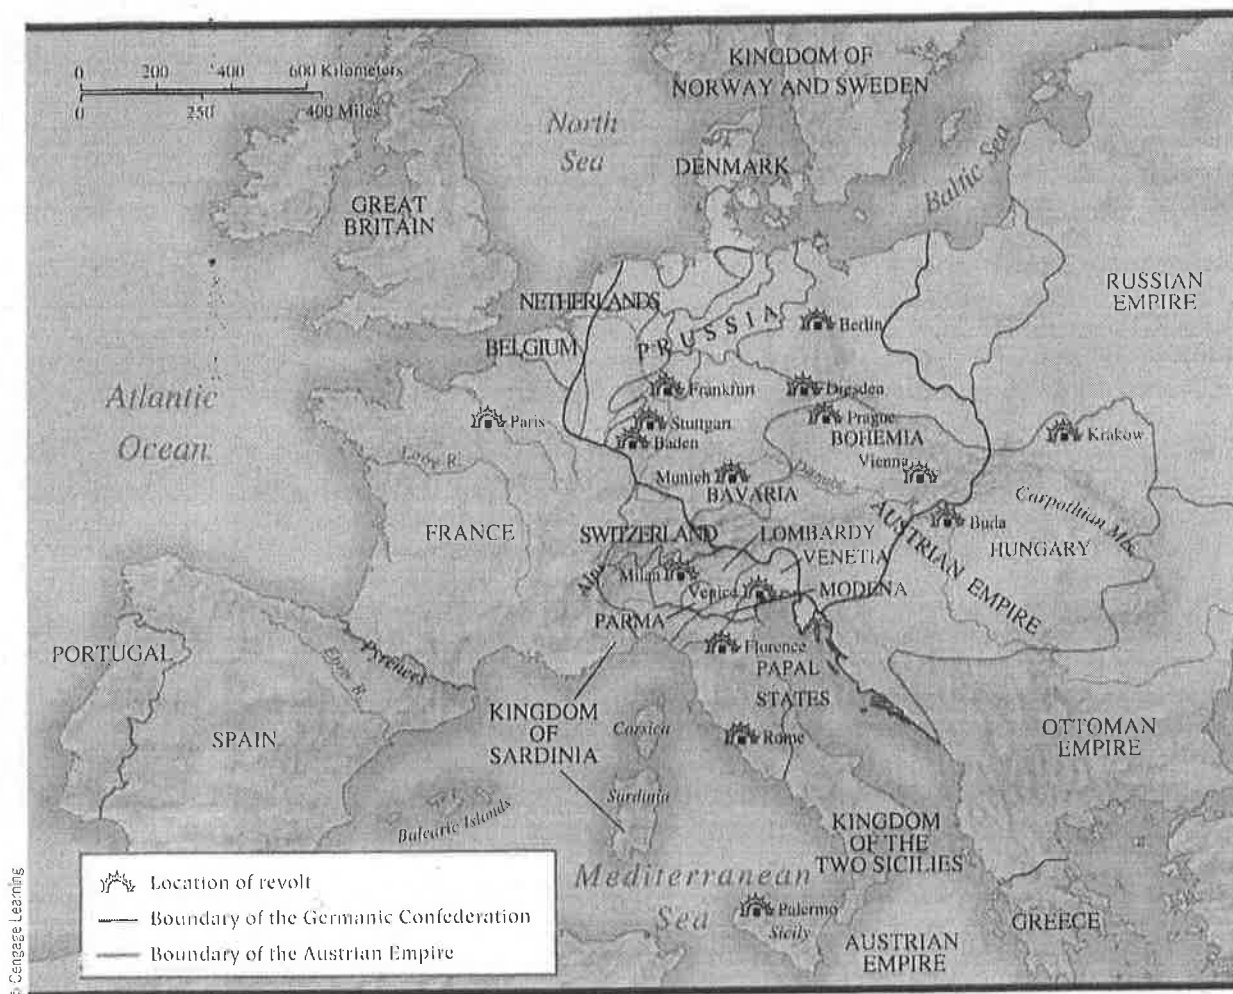 0 200 400 600 Kilometers
0 250 400 Miles
KINGDOM OF
NORWAY AND SWEDEN
North
Sea
DENMARK
Baltic Sea
GREAT
BRITAIN
RUSSIAN
EMPIRE
NETHERLANDS
PRUSSIA
Berlin
BELGIUM
Atlantic
Ocean
Frankfurt
Dresden
Paris
Stuttgart
Prague
Baden
BOHEMIA
Krakow
Loire R.
Vienna
Munich
BAVARIA
Danube
Carpathian Mts.
FRANCE
SWITZERLAND
LOMBARDY
AUSTRIAN EMPIRE
Buda
HUNGARY
VENETIA
Alps
Milan
Venice
MODENA
PARMA
PORTUGAL
Pyrenees
Ebro R.
Florence
PAPAL
STATES
SPAIN
KINGDOM
OF
SARDINIA
Corsica
Rome
OTTOMAN
EMPIRE
Sardinia
Balearic Islands
KINGDOM
OF THE
TWO SICILIES
Mediterranean
Sea
Palermo
Sicily
AUSTRIAN
EMPIRE
GREECE
Location of revolt
Boundary of the Germanic Confederation
Boundary of the Austrian Empire
© Cengage Learning